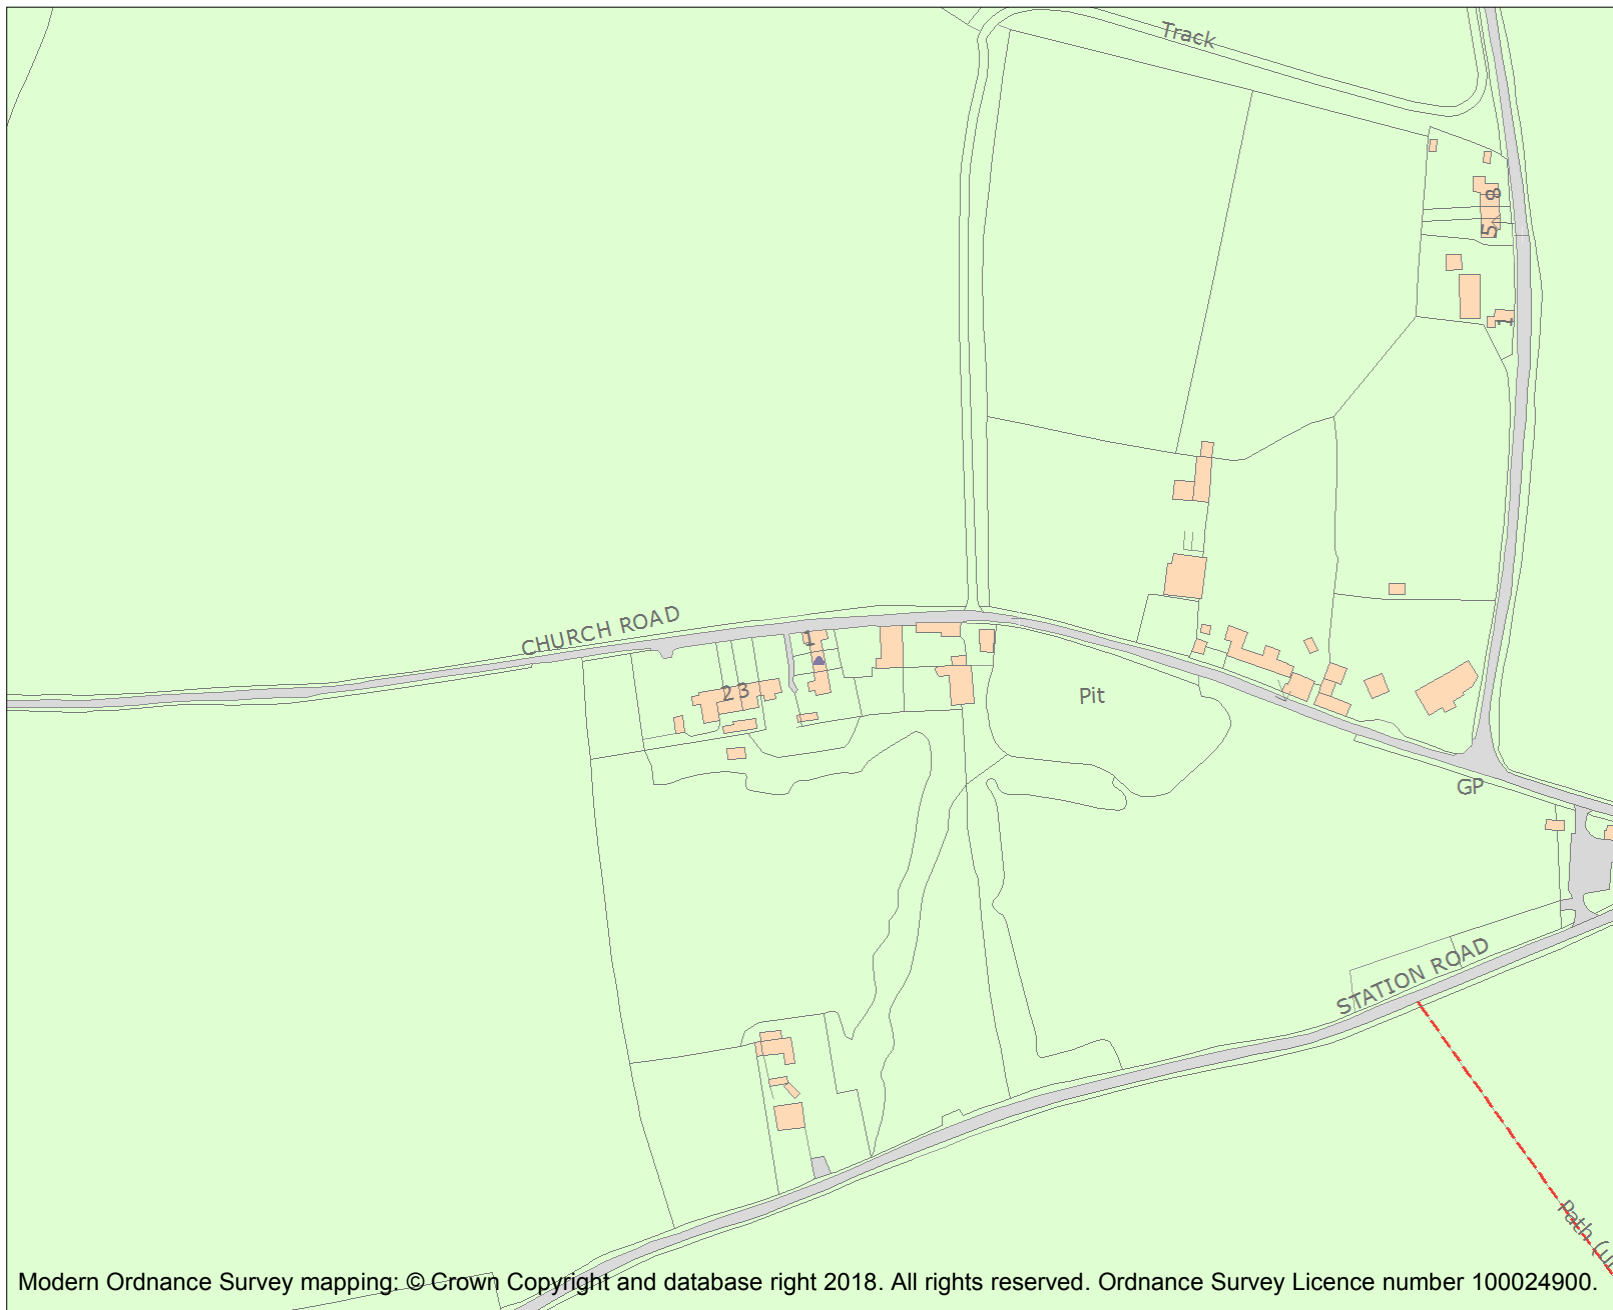 Track
8
5
1
CHURCH ROAD
1
2 3
Pit
GP
STATION ROAD
Path
Modern Ordnance Survey mapping: © Crown Copyright and database right 2018. All rights reserved. Ordnance Survey Licence number 100024900.